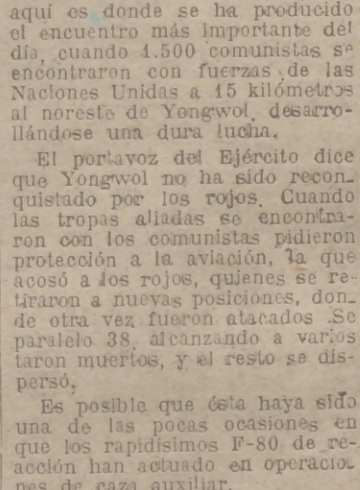 aquí es donde se ha producido
el encuentro más importante del
día, cuando 1.500 comunistas se
encontraron con fuerzas de las
Naciones Unidas a 15 kilómetros
al noreste de Yongwol, desarro-
llándose una dura lucha.
El portavoz del Ejército dice
que Yongwol no ha sido recon-
quistado por los rojos. Cuando
las tropas aliadas se encontra-
ron con los comunistas pidieron
protección a la aviación, la que
acosó a los rojos, quienes se re-
tiraron a nuevas posiciones, don-
de otra vez fueron atacados .Se
paralelo 38, alcanzando a varios
taron muertos, y el resto se dis-
persó.
Es posible que ésta haya sido
una de las pocas ocasiones en
que los rapidísimos F-80 de re-
acción han actuado en operacio-
nes de caza auxiliar.